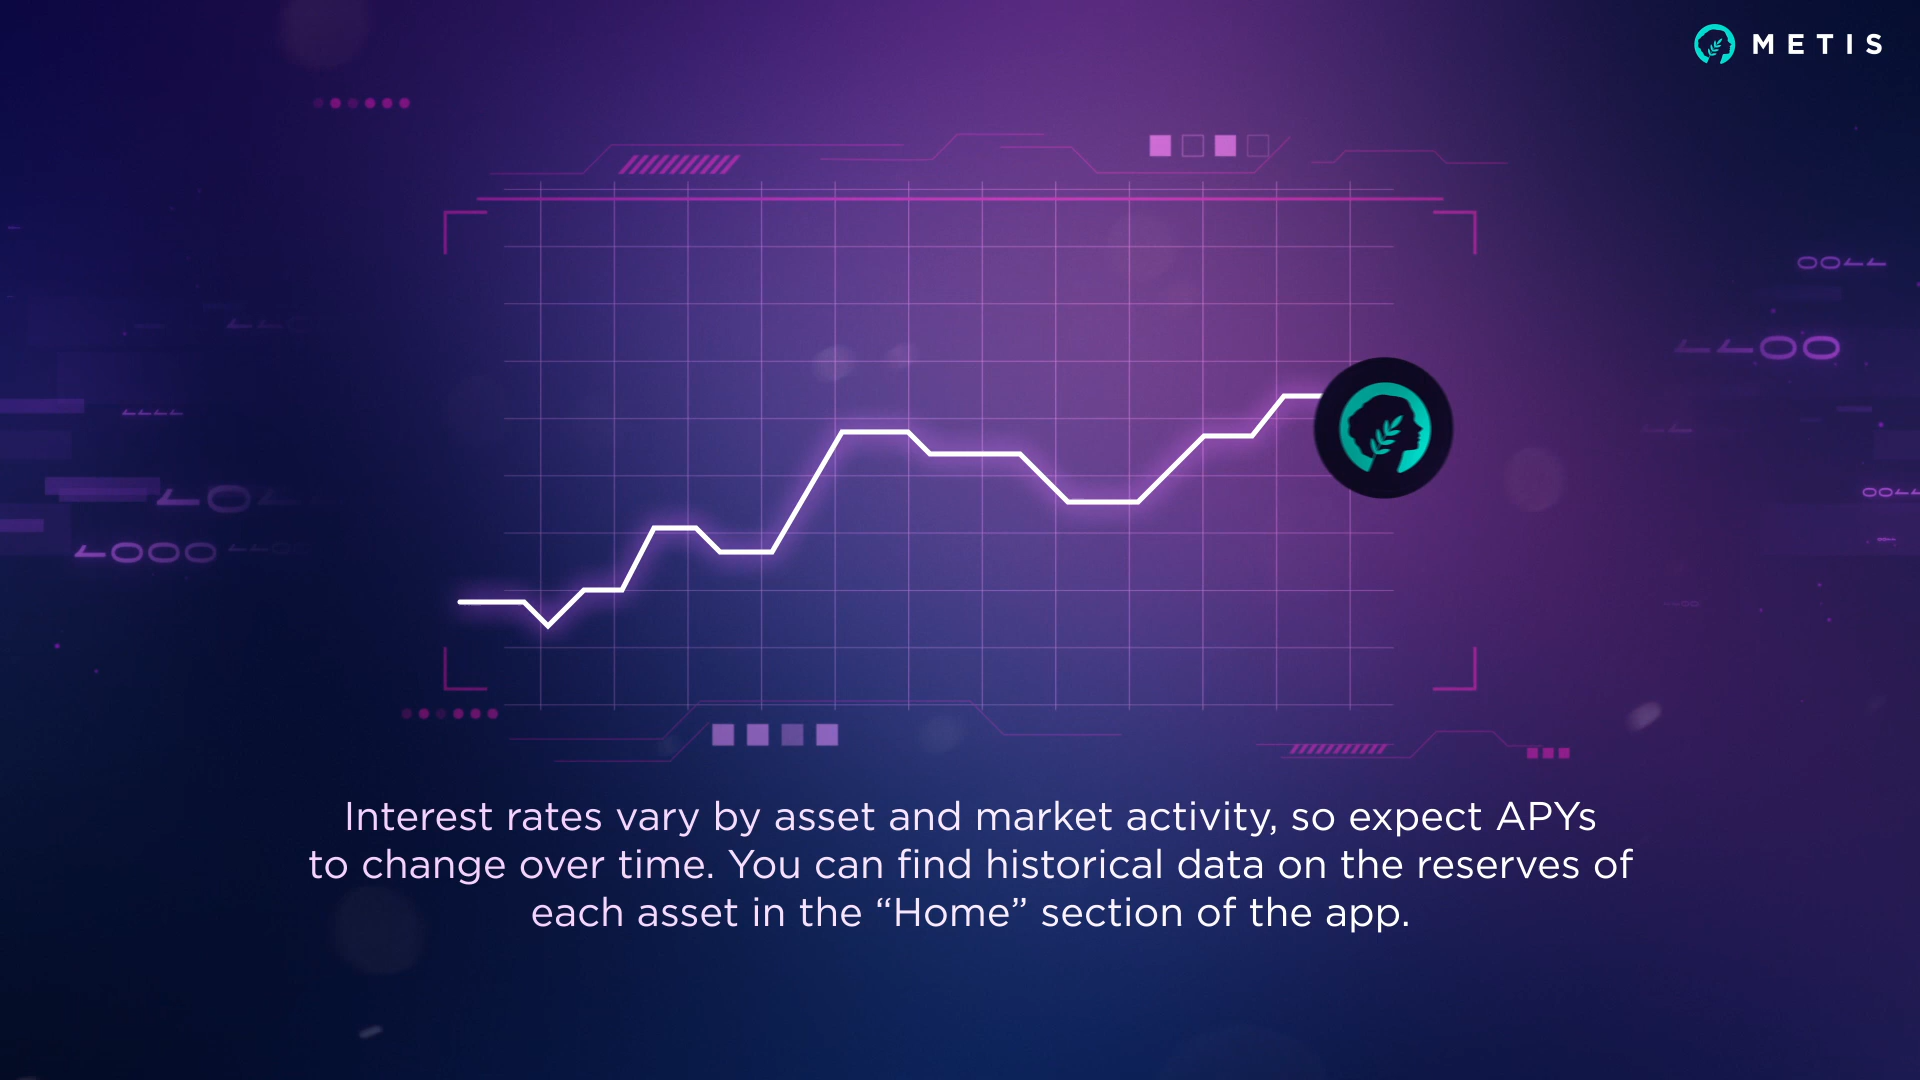 METIS
Interest rates vary by asset and market activity, so expect APYs
to change over time. You can find historical data on the reserves of
each asset in the “Home” section of the app.